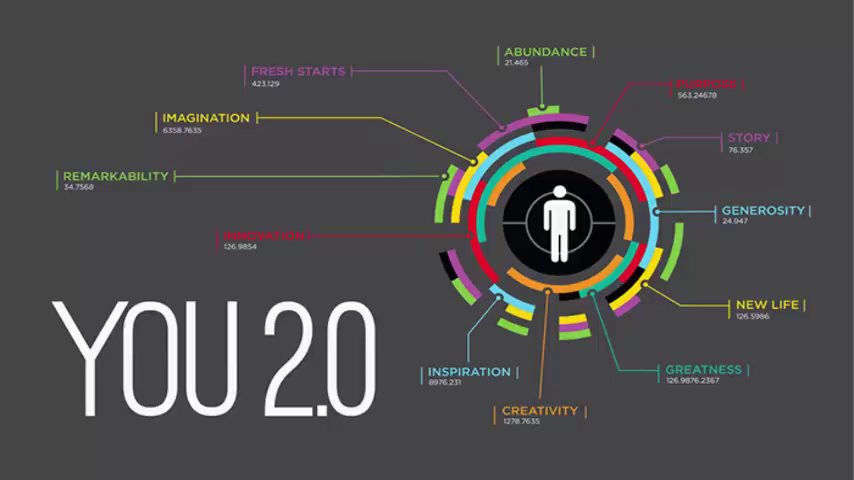 ABUNDANCE
21.465
FRESH STARTS
423.129
PURPOSE
563.24678
IMAGINATION
6358.7635
STORY
76.357
REMARKABILITY
34.7568
GENEROSITY
24.947
INNOVATION
126.9854
NEW LIFE
126.5986
YOU 2.0
INSPIRATION
8976.231
GREATNESS
126.9876.2367
CREATIVITY
1278.7635